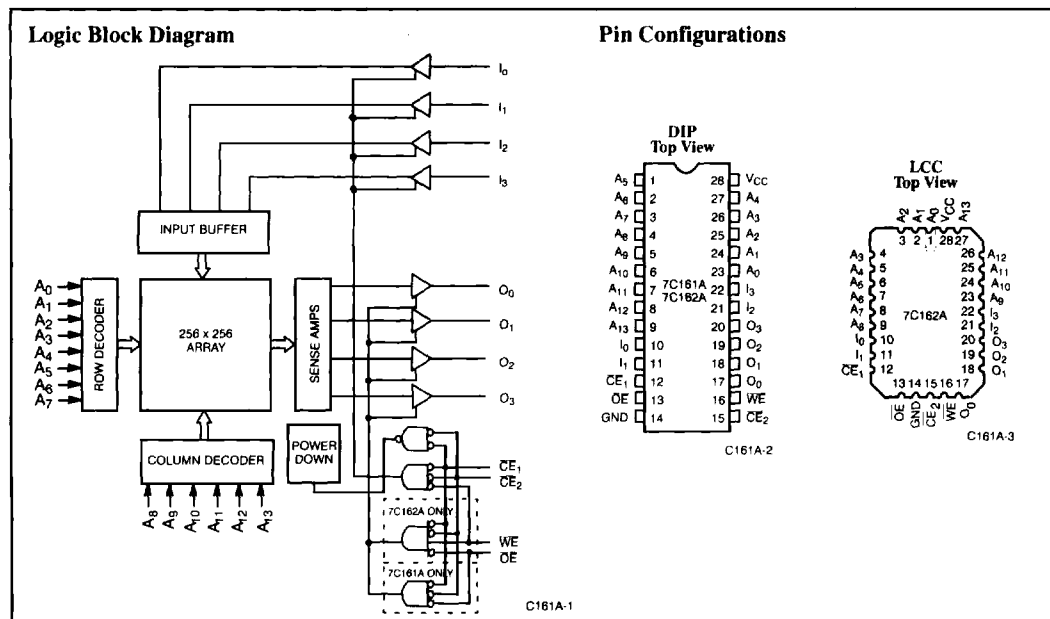 Logic Block Diagram
I0
I1
I2
I3
INPUT BUFFER
A0
A1
A2
A3
A4
A5
A6
A7
ROW DECODER
256 x 256
ARRAY
SENSE AMPS
O0
O1
O2
O3
COLUMN DECODER
POWER
DOWN
A8
A9
A10
A11
A12
A13
CE1
CE2
7C162A ONLY
WE
OE
7C161A ONLY
C161A-1
Pin Configurations
DIP
Top View
A5 1 28 VCC
A6 2 27 A4
A7 3 26 A3
A8 4 25 A2
A9 5 24 A1
A10 6 23 A0
A11 7 22 I3
A12 8 21 I2
A13 9 20 O3
I0 10 19 O2
I1 11 18 O1
CE1 12 17 O0
OE 13 16 WE
GND 14 15 CE2
7C161A
7C162A
C161A-2
LCC
Top View
A2 A1 A0 VCC A13
3 2 1 28 27
A3 4 26 A12
A4 5 25 A11
A5 6 24 A10
A6 7 23 A9
A7 8 22 I3
A8 9 21 I2
I0 10 20 O3
I1 11 19 O2
CE1 12 18 O1
7C162A
13 14 15 16 17
OE GND CE2 WE O0
C161A-3